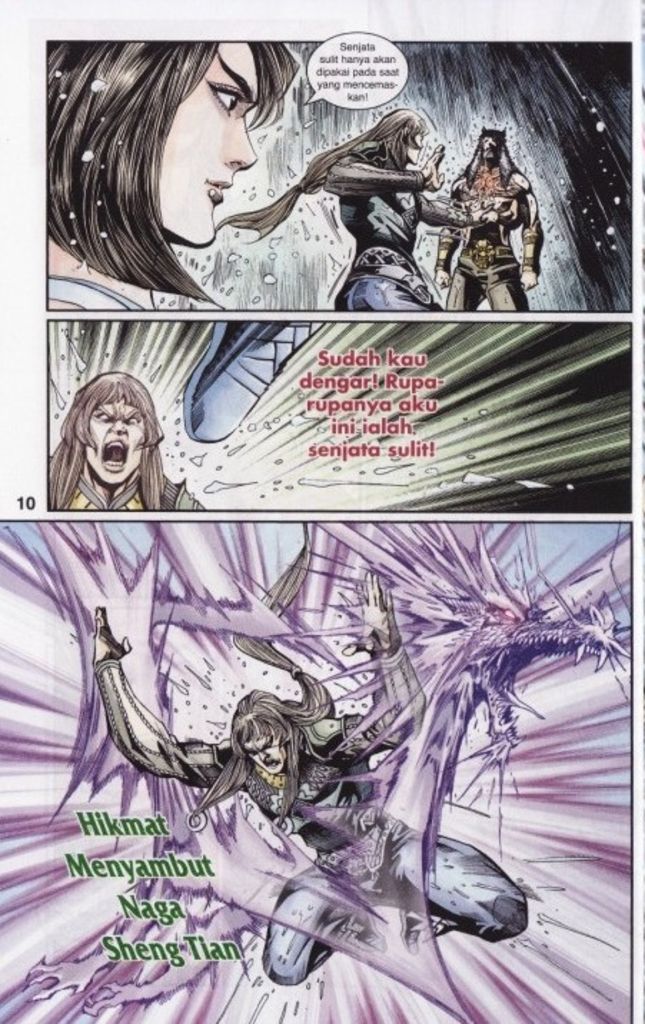 Senjata
sulit hanya akan
dipakai pada saat
yang mencemas-
kan!
Sudah kau
dengar! Rupa-
rupanya aku
ini ialah
senjata sulit!
10
Hikmat
Menyambut
Naga
Sheng Tian